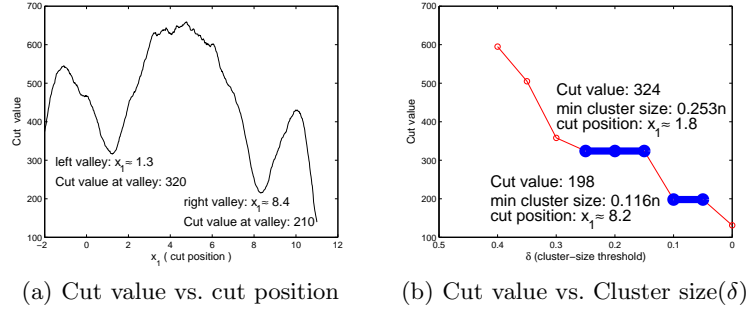 700
600
500
400
300
200
100
Cut value
left valley: x1≈ 1.3
Cut value at valley: 320
right valley: x1≈ 8.4
Cut value at valley: 210
−2 0 2 4 6 8 10 12
x1 ( cut position)
(a) Cut value vs. cut position
700
600
500
400
300
200
100
Cut value
Cut value: 324
min cluster size: 0.253n
cut position: x1≈ 1.8
Cut value: 198
min cluster size: 0.116n
cut position: x1≈ 8.2
0.5 0.4 0.3 0.2 0.1 0
δ (cluster−size threshold)
(b) Cut value vs. Cluster size(δ)